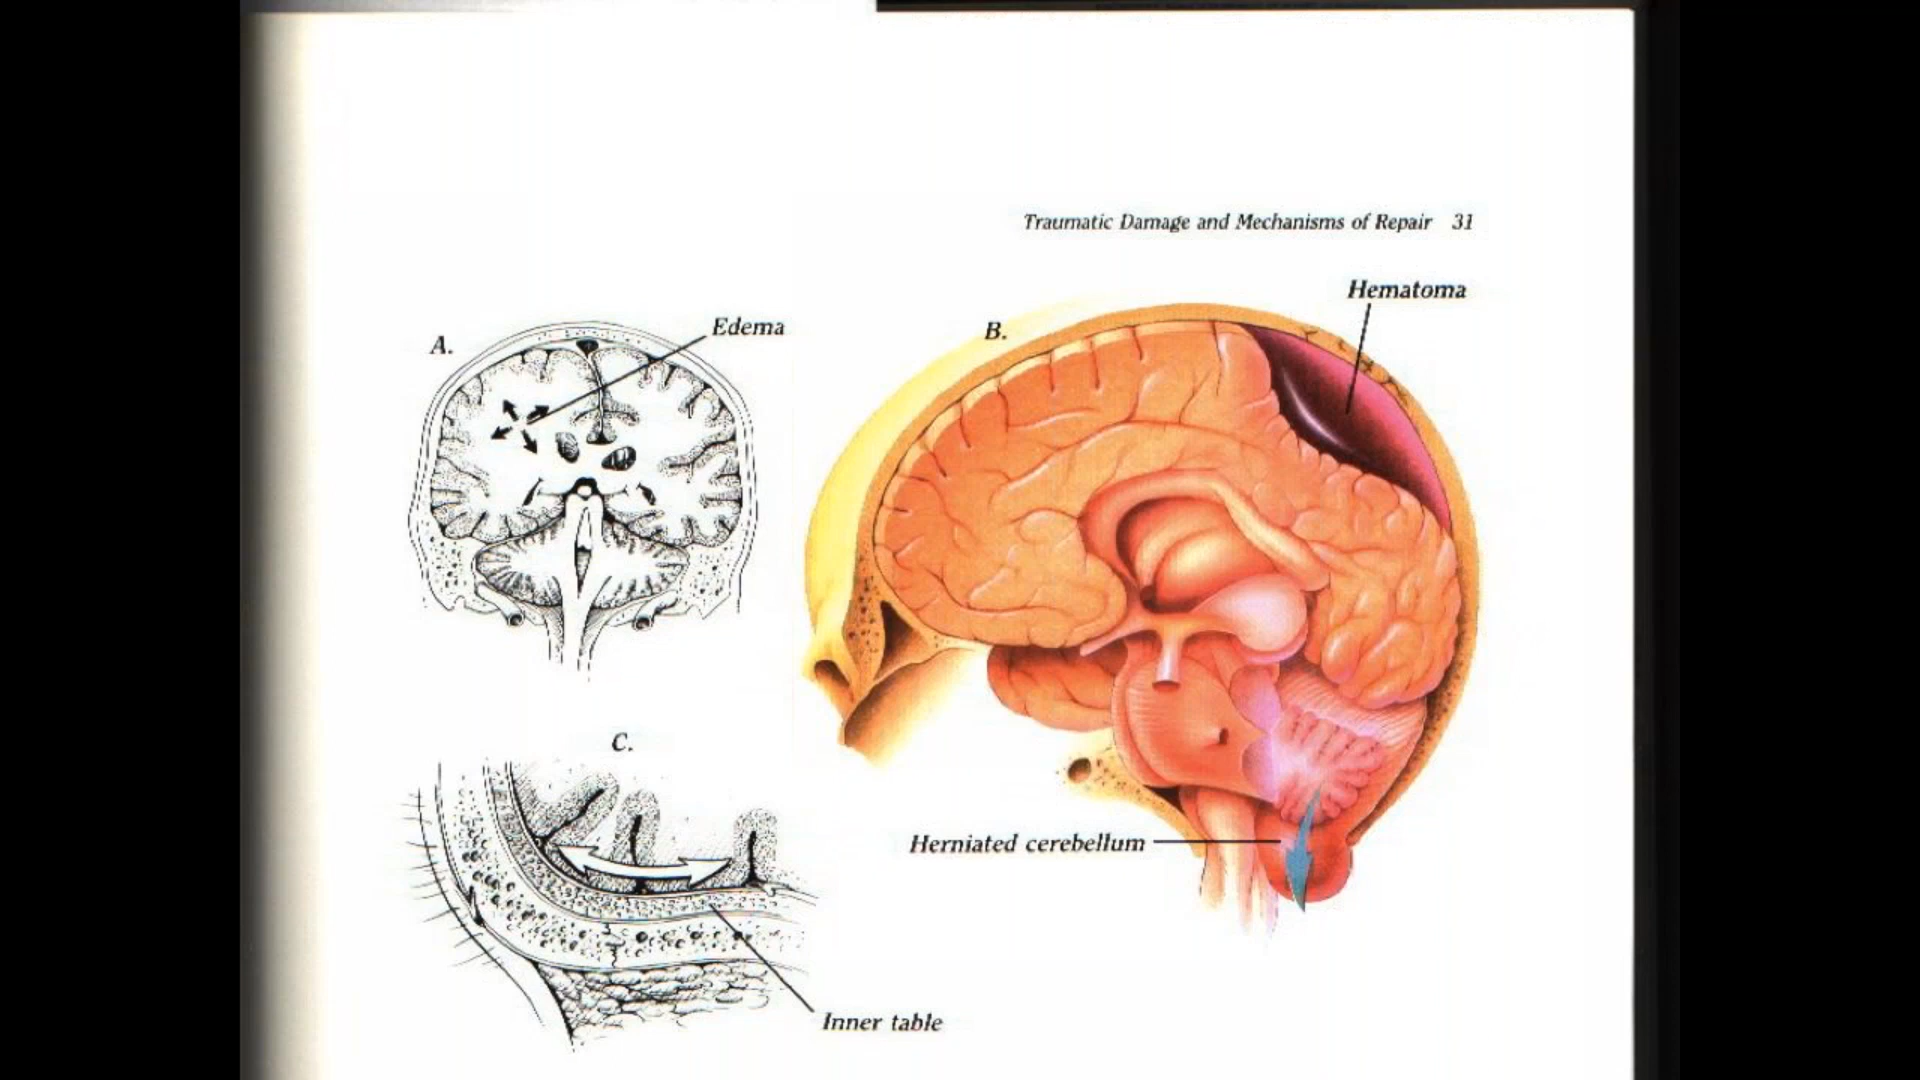 Traumatic Damage and Mechanisms of Repair 31
Hematoma
Edema
A.
B.
C.
Herniated cerebellum
Inner table